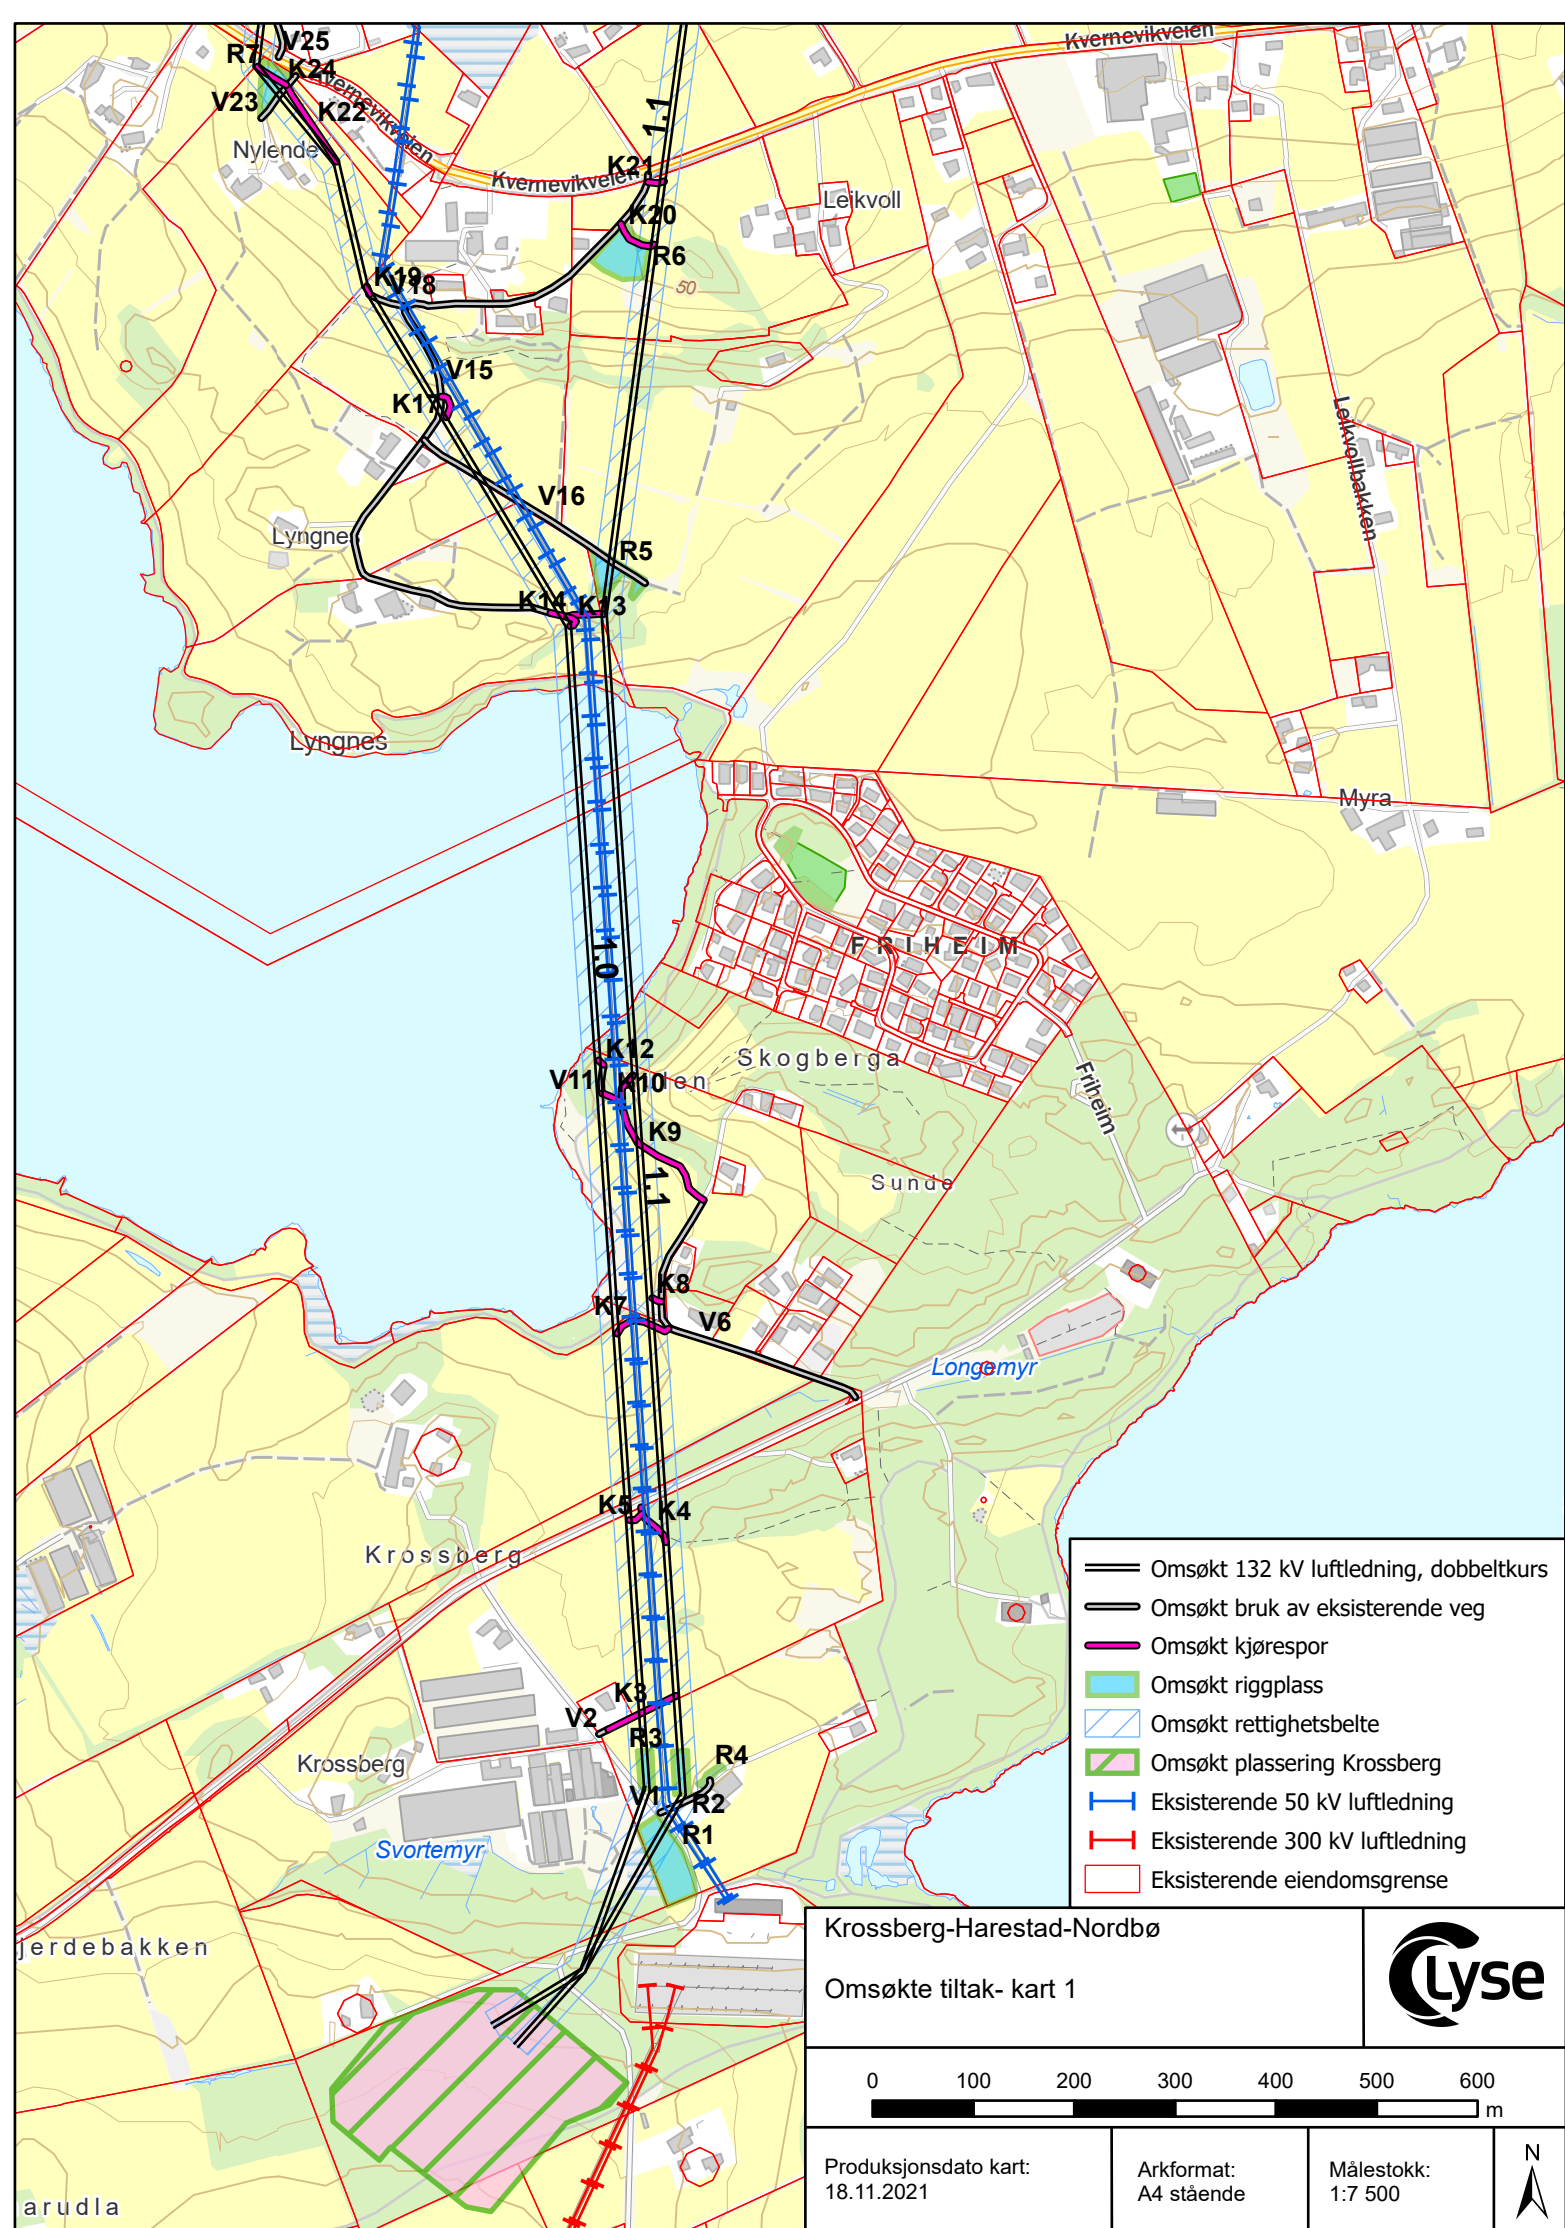 V25
Kvernevikveien
R7
K24
V23
K22
Kvernevikveien
Nylende
1.1
K21
Kvernevikveien
Leikvoll
K20
R6
50
K19
V18
V15
K17
Leikvollbakken
V16
Lyngnes
R5
K14
K13
Lyngnes
Myra
FRIHEIM
1.0
K12
Skogberga
V11
K10
len
Friheim
K9
1.1
Sunde
K8
K7
V6
Longemyr
K5
K4
Krossberg
K3
V2
R3
Krossberg
R4
V1
R2
R1
Svortemyr
jerdebakken
arudla
Omsøkt 132 kV luftledning, dobbeltkurs
Omsøkt bruk av eksisterende veg
Omsøkt kjørespor
Omsøkt riggplass
Omsøkt rettighetsbelte
Omsøkt plassering Krossberg
Eksisterende 50 kV luftledning
Eksisterende 300 kV luftledning
Eksisterende eiendomsgrense
Krossberg-Harestad-Nordbø
Omsøkte tiltak- kart 1
Lyse
0 100 200 300 400 500 600
m
Produksjonsdato kart:
18.11.2021
Arkformat:
A4 stående
Målestokk:
1:7 500
N